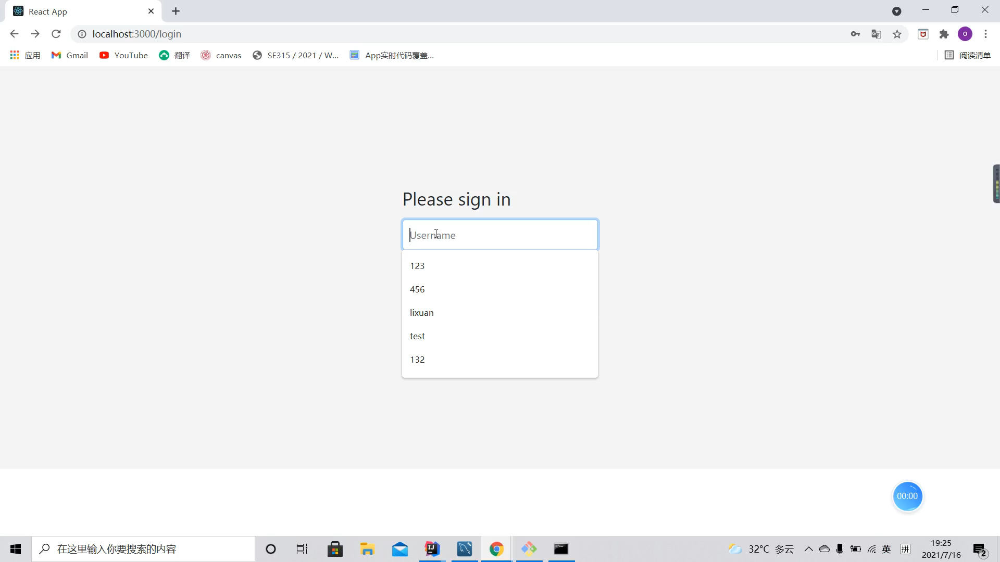 React App
localhost:3000/login
应用 Gmail YouTube 翻译 canvas SE315 / 2021 / W... App实时代码覆盖... 阅读清单
Please sign in
Username
123
456
lixuan
test
132
00:00
在这里输入你要搜索的内容
32°C 多云
英
拼
19:25
2021/7/16
2